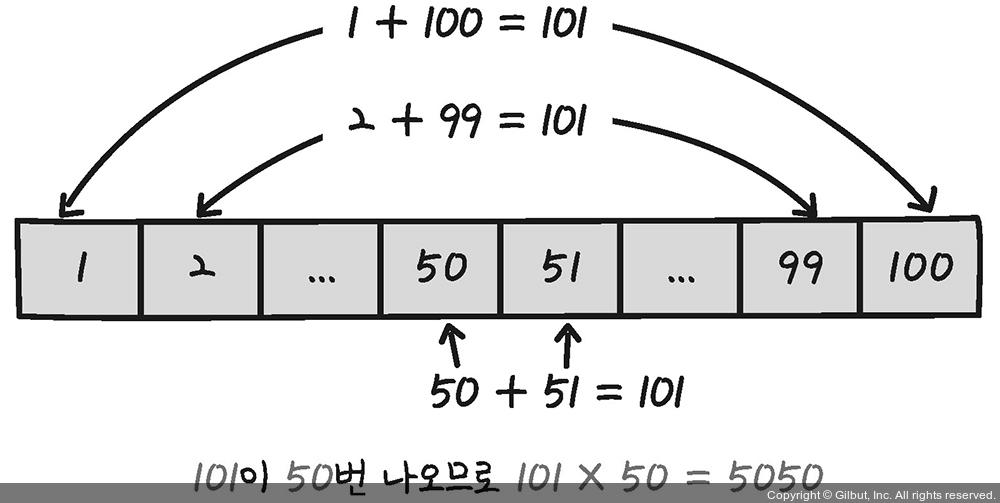 1 + 100 = 101
2 + 99 = 101
1 2 ... 50 51 ... 99 100
50 + 51 = 101
101이 50번 나오므로 101 X 50 = 5050
Copyright © Gilbut, Inc. All rights reserved.